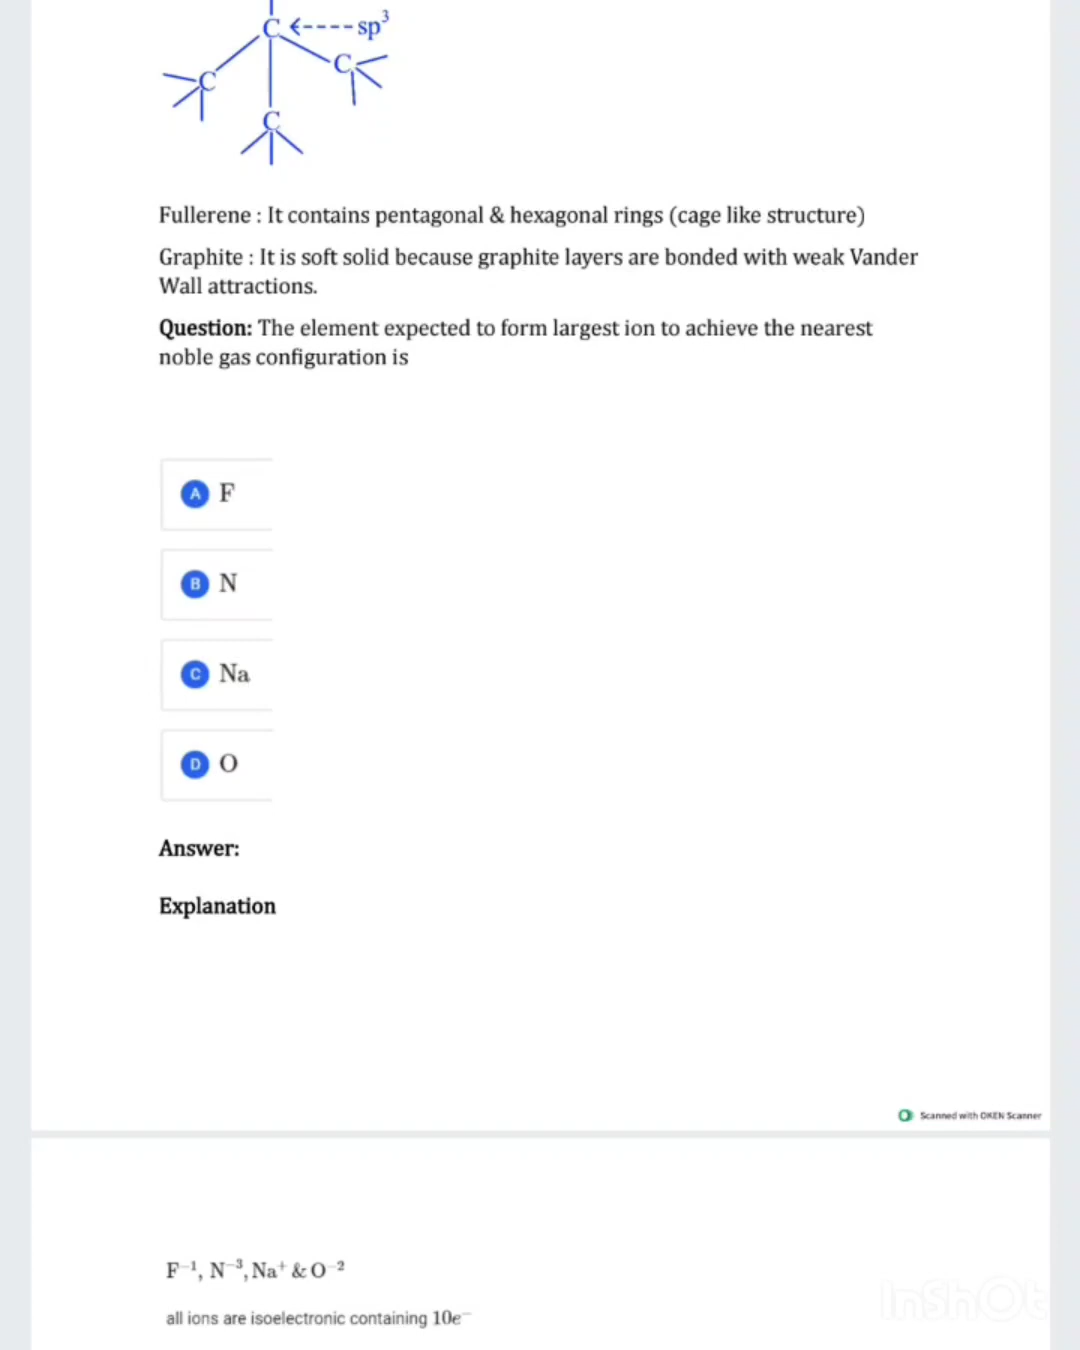 C <---- sp³
C
C
C
Fullerene : It contains pentagonal & hexagonal rings (cage like structure)
Graphite : It is soft solid because graphite layers are bonded with weak Vander
Wall attractions.
Question: The element expected to form largest ion to achieve the nearest
noble gas configuration is
A F
B N
C Na
D O
Answer:
Explanation
Scanned with OKEN Scanner
F⁻¹, N⁻³, Na⁺ & O⁻²
all ions are isoelectronic containing 10e⁻
InShOt